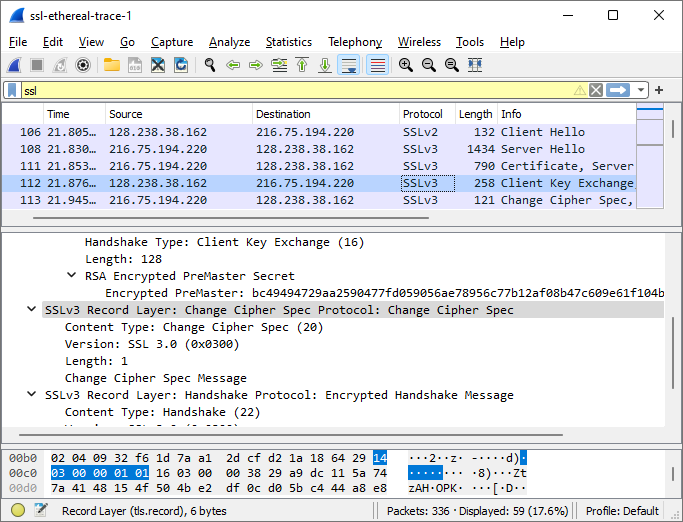 ssl-ethereal-trace-1
File Edit View Go Capture Analyze Statistics Telephony Wireless Tools Help
ssl
Time Source Destination Protocol Length Info
106 21.805… 128.238.38.162 216.75.194.220 SSLv2 132 Client Hello
108 21.830… 216.75.194.220 128.238.38.162 SSLv3 1434 Server Hello
111 21.853… 216.75.194.220 128.238.38.162 SSLv3 790 Certificate, Server
112 21.876… 128.238.38.162 216.75.194.220 SSLv3 258 Client Key Exchange
113 21.945… 216.75.194.220 128.238.38.162 SSLv3 121 Change Cipher Spec,
Handshake Type: Client Key Exchange (16)
Length: 128
RSA Encrypted PreMaster Secret
Encrypted PreMaster: bc49494729aa2590477fd059056ae78956c77b12af08b47c609e61f104b
SSLv3 Record Layer: Change Cipher Spec Protocol: Change Cipher Spec
Content Type: Change Cipher Spec (20)
Version: SSL 3.0 (0x0300)
Length: 1
Change Cipher Spec Message
SSLv3 Record Layer: Handshake Protocol: Encrypted Handshake Message
Content Type: Handshake (22)
00b0 02 04 09 32 f6 1d 7a a1 2d cf d2 1a 18 64 29 14 ···2··z· -····d)·
00c0 03 00 00 01 01 16 03 00 00 38 29 a9 dc 11 5a 74 ········ ·8)···Zt
00d0 7a 41 48 15 4f 50 4b e2 df 0c d0 5b c4 44 a8 e8 zAH·OPK· ···[·D··
Record Layer (tls.record), 6 bytes Packets: 336 · Displayed: 59 (17.6%) Profile: Default